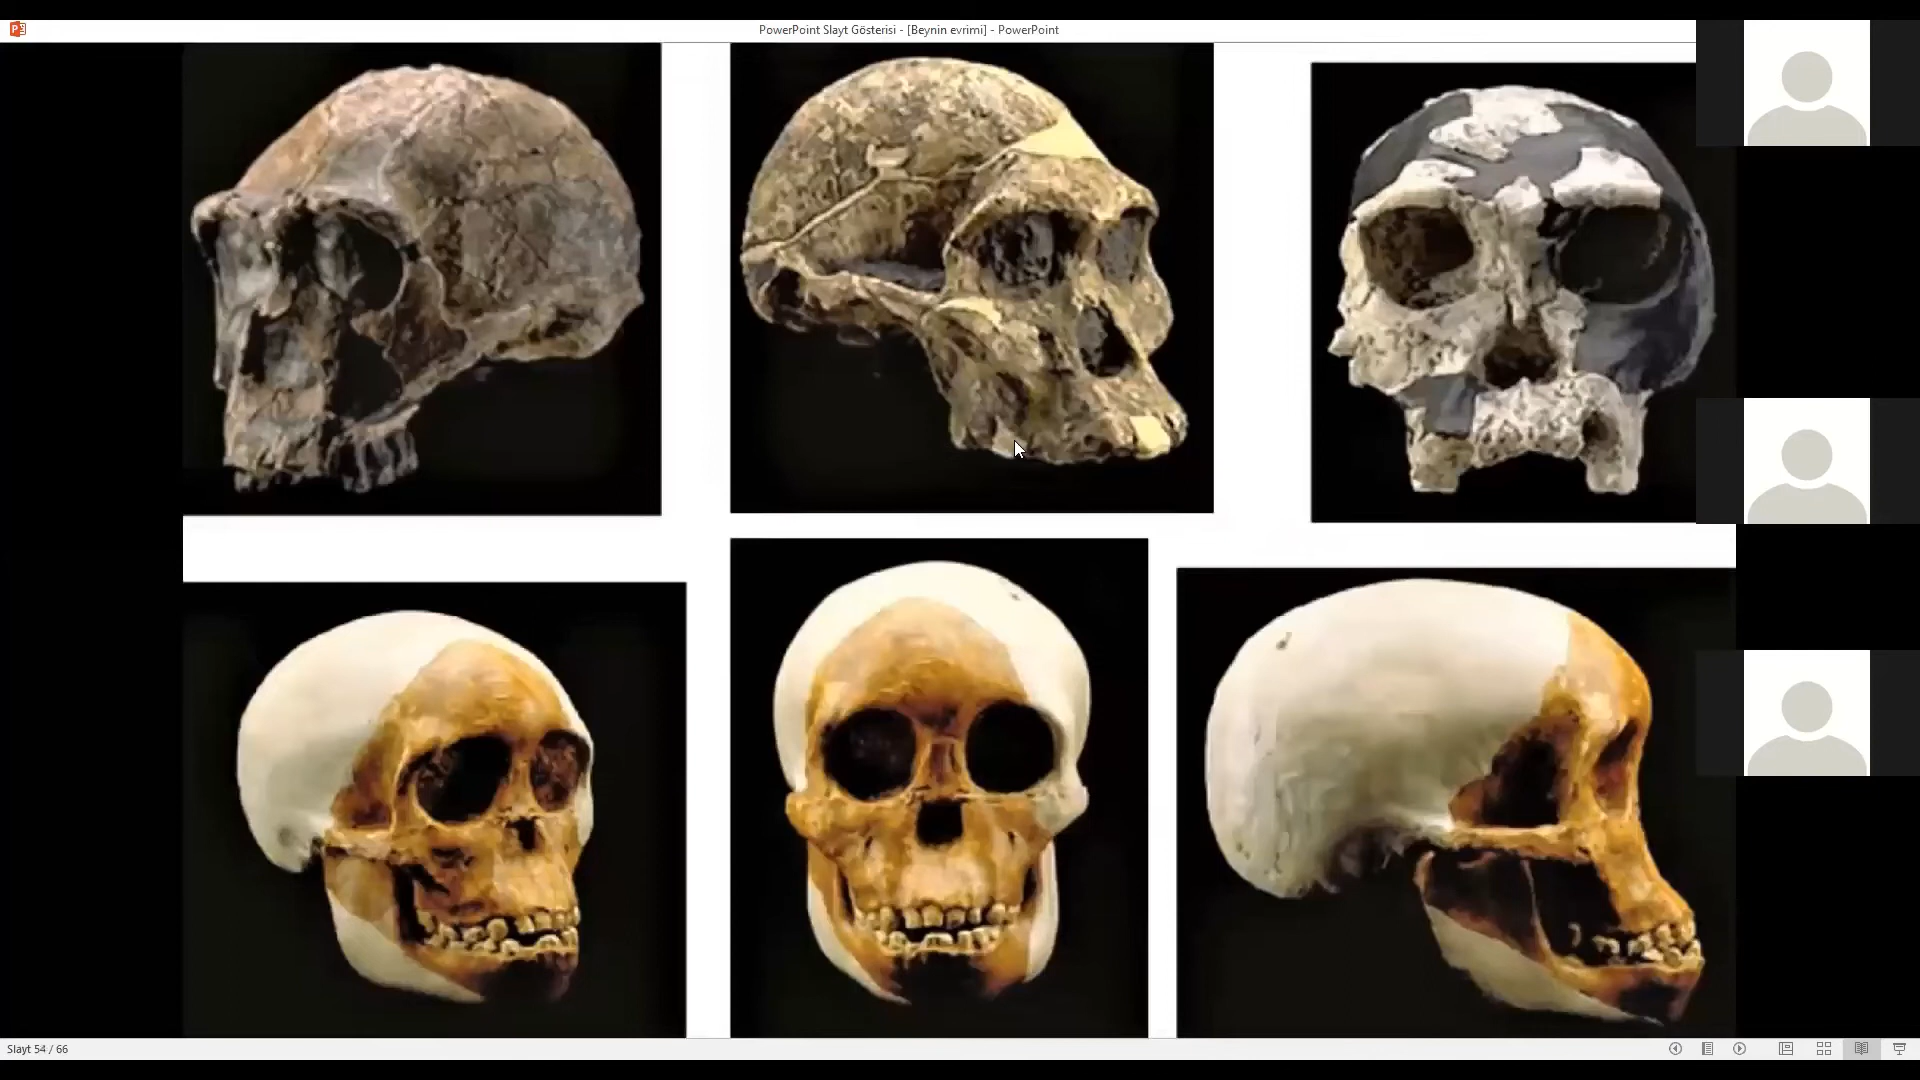 PowerPoint Slayt Gösterisi - [Beynin evrimi] - PowerPoint
Slayt 54 / 66